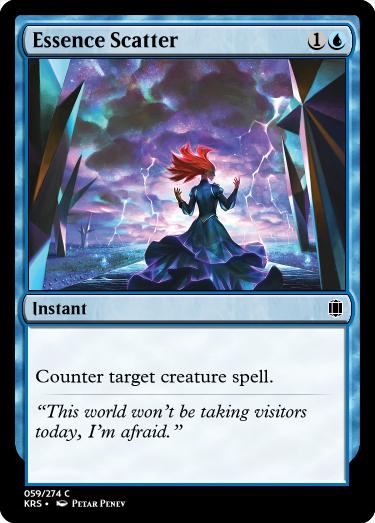 Essence Scatter 1
Instant
Counter target creature spell.
“This world won’t be taking visitors
today, I’m afraid.”
059/274 C
KRS • Petar Penev